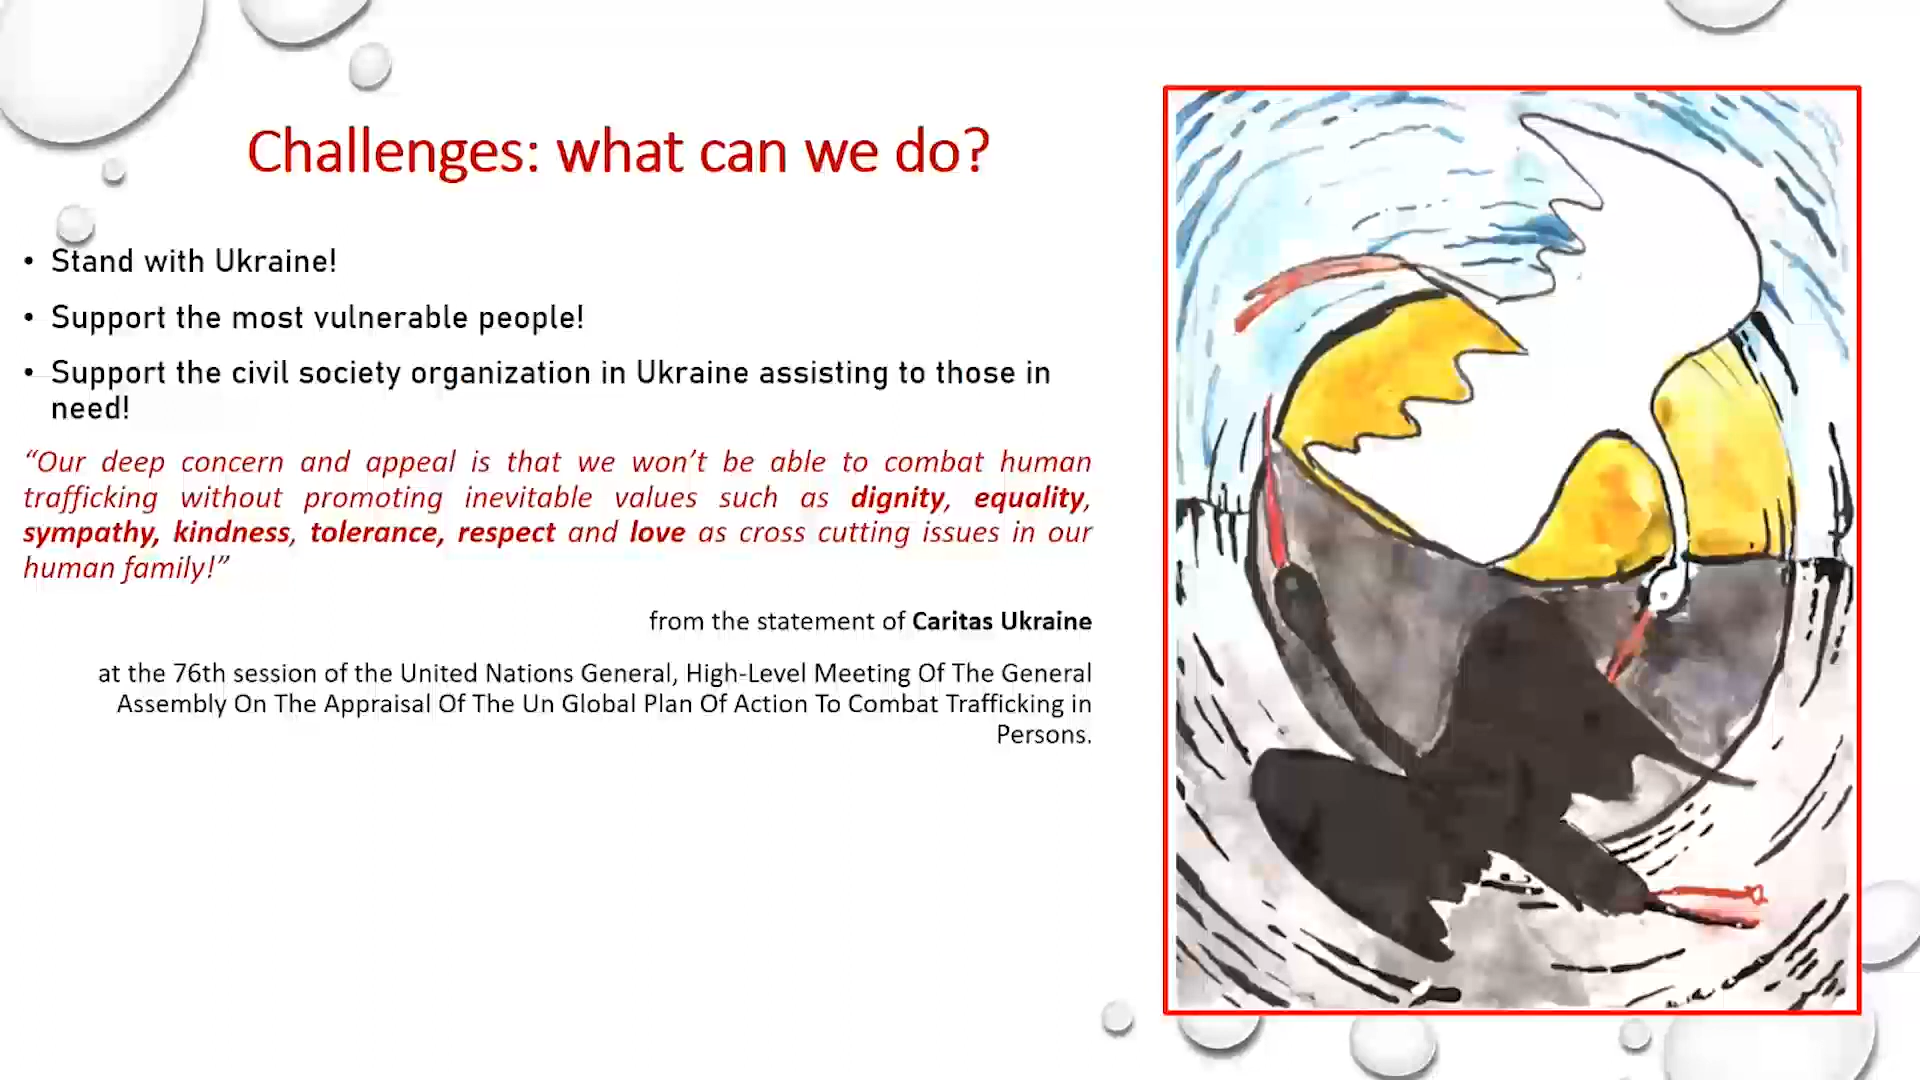 Challenges: what can we do?
• Stand with Ukraine!
• Support the most vulnerable people!
• Support the civil society organization in Ukraine assisting to those in
need!
“Our deep concern and appeal is that we won’t be able to combat human
trafficking without promoting inevitable values such as dignity, equality,
sympathy, kindness, tolerance, respect and love as cross cutting issues in our
human family!”
from the statement of Caritas Ukraine
at the 76th session of the United Nations General, High-Level Meeting Of The General
Assembly On The Appraisal Of The Un Global Plan Of Action To Combat Trafficking in
Persons.